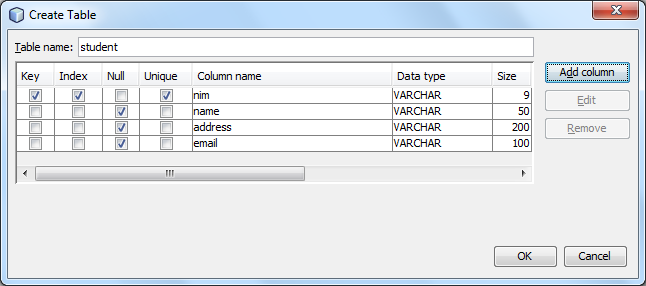 Create Table
Table name: student
Key Index Null Unique Column name Data type Size
nim VARCHAR 9
name VARCHAR 50
address VARCHAR 200
email VARCHAR 100
Add column
Edit
Remove
OK Cancel